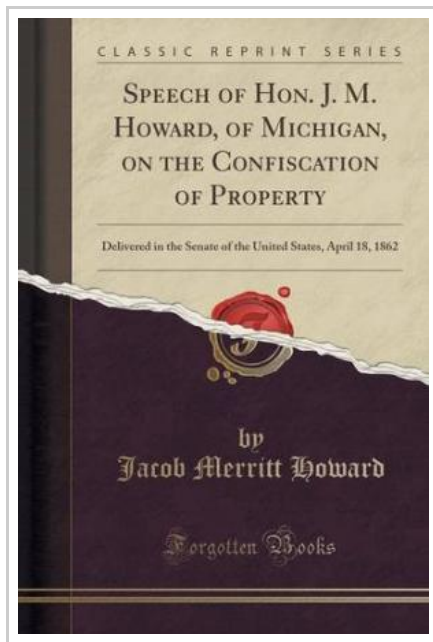 CLASSIC REPRINT SERIES
SPEECH OF HON. J. M.
HOWARD, OF MICHIGAN,
ON THE CONFISCATION
OF PROPERTY
Delivered in the Senate of the United States, April 18, 1862
by
Jacob Merritt Howard
Forgotten Books